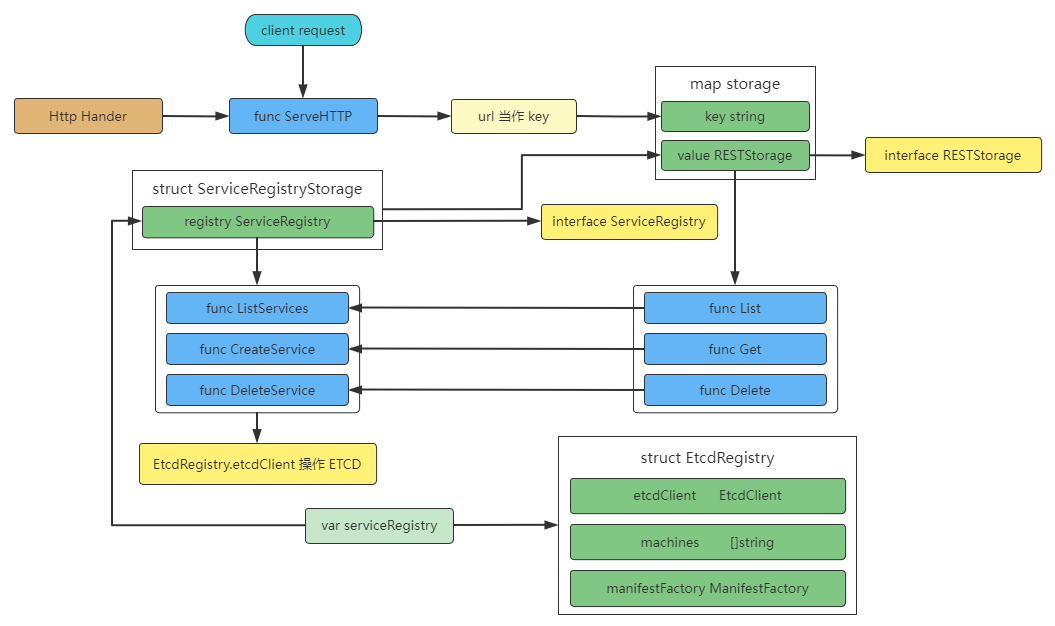 client request
Http Hander
func ServeHTTP
url 当作 key
map storage
key string
value RESTStorage
interface RESTStorage
struct ServiceRegistryStorage
registry ServiceRegistry
interface ServiceRegistry
func ListServices
func CreateService
func DeleteService
func List
func Get
func Delete
EtcdRegistry.etcdClient 操作 ETCD
var serviceRegistry
struct EtcdRegistry
etcdClient EtcdClient
machines []string
manifestFactory ManifestFactory